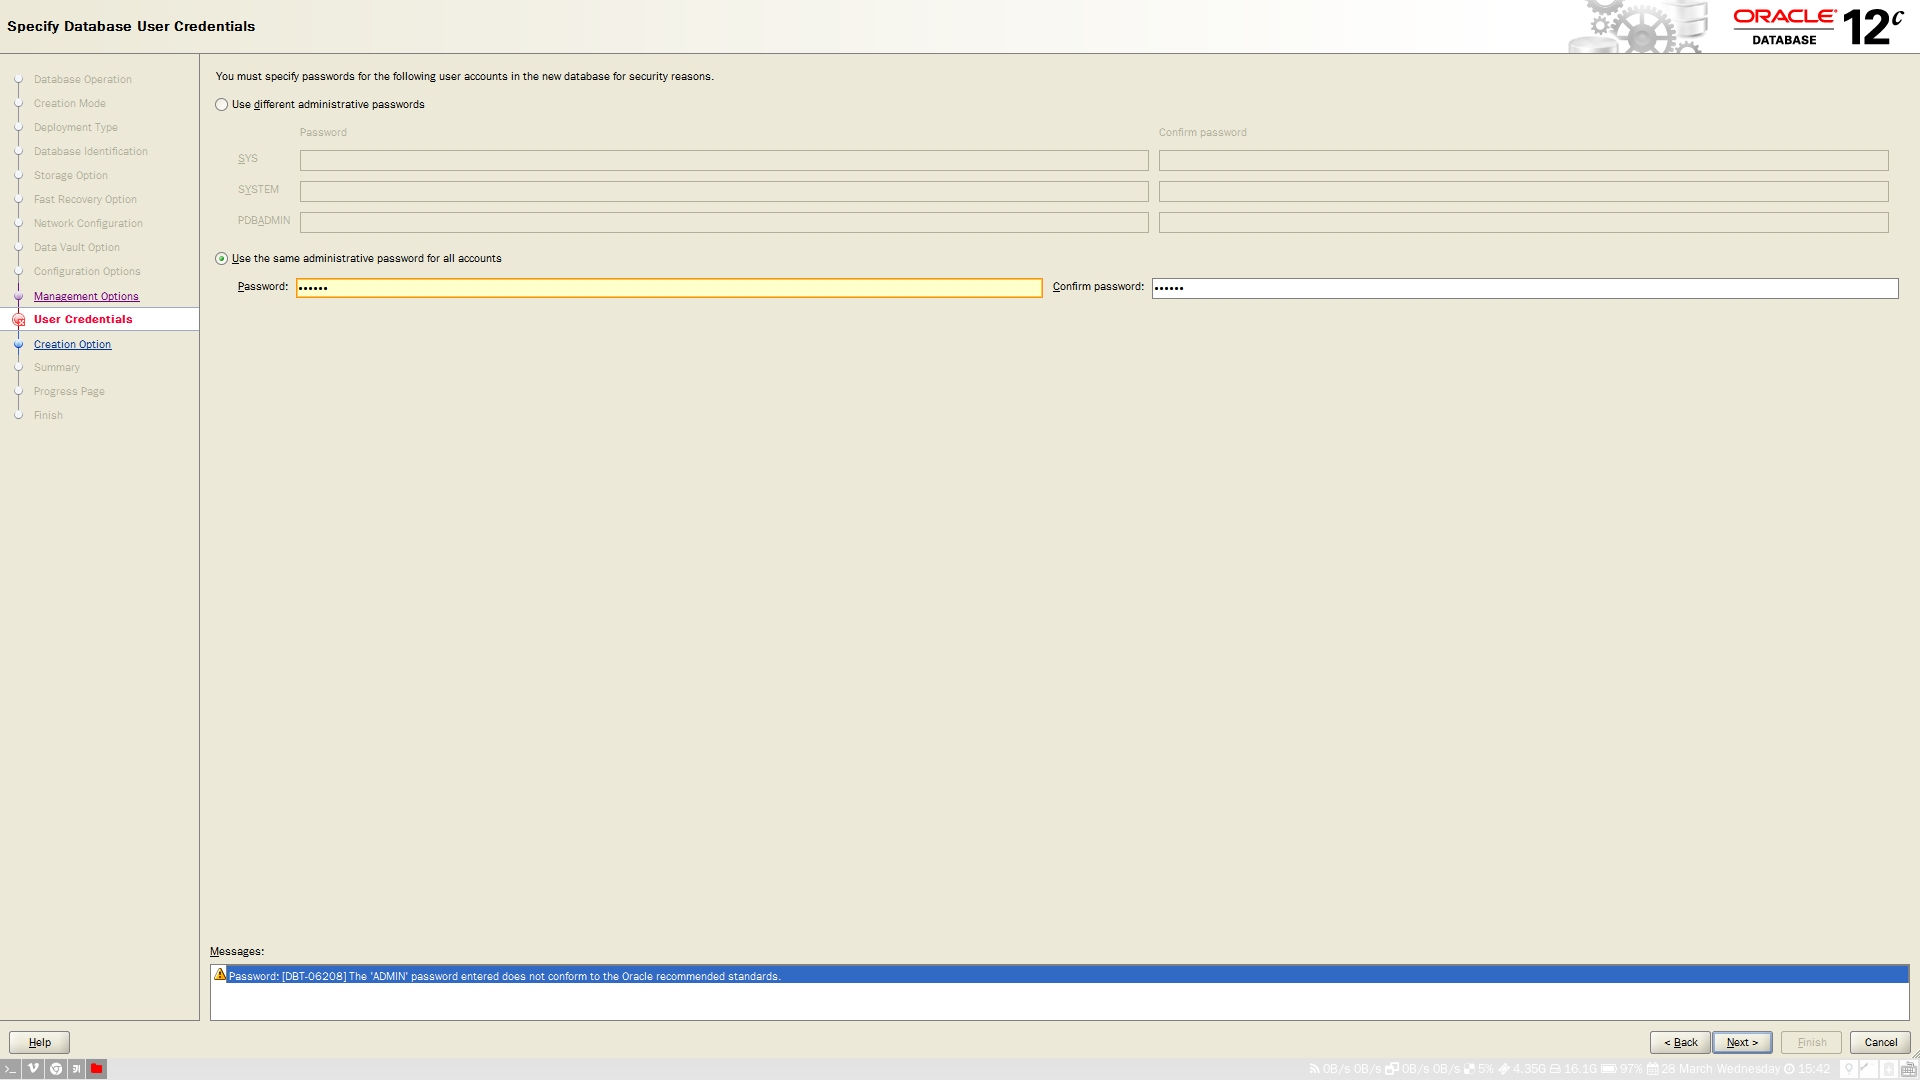 Specify Database User Credentials
ORACLE
DATABASE
12c
Database Operation
Creation Mode
Deployment Type
Database Identification
Storage Option
Fast Recovery Option
Network Configuration
Data Vault Option
Configuration Options
Management Options
User Credentials
Creation Option
Summary
Progress Page
Finish
You must specify passwords for the following user accounts in the new database for security reasons.
Use different administrative passwords
Password Confirm password
SYS
SYSTEM
PDBADMIN
Use the same administrative password for all accounts
Password: •••••• Confirm password: ••••••
Messages:
Password: [DBT-06208] The 'ADMIN' password entered does not conform to the Oracle recommended standards.
Help < Back Next > Finish Cancel
0B/s 0B/s 0B/s 0B/s 5% 4.35G 16.1G 97% 28 March Wednesday 15:42